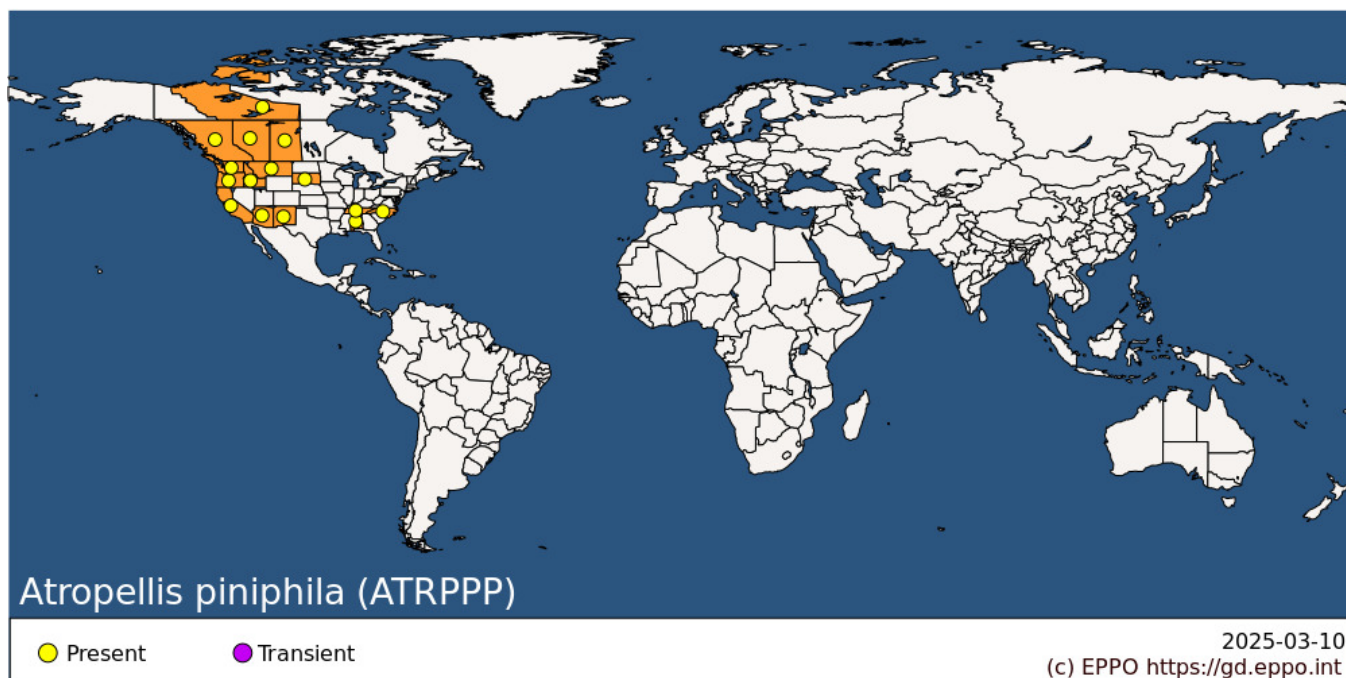 Atropellis piniphila (ATRPPP)
Present
Transient
2025-03-10
(c) EPPO https://gd.eppo.int